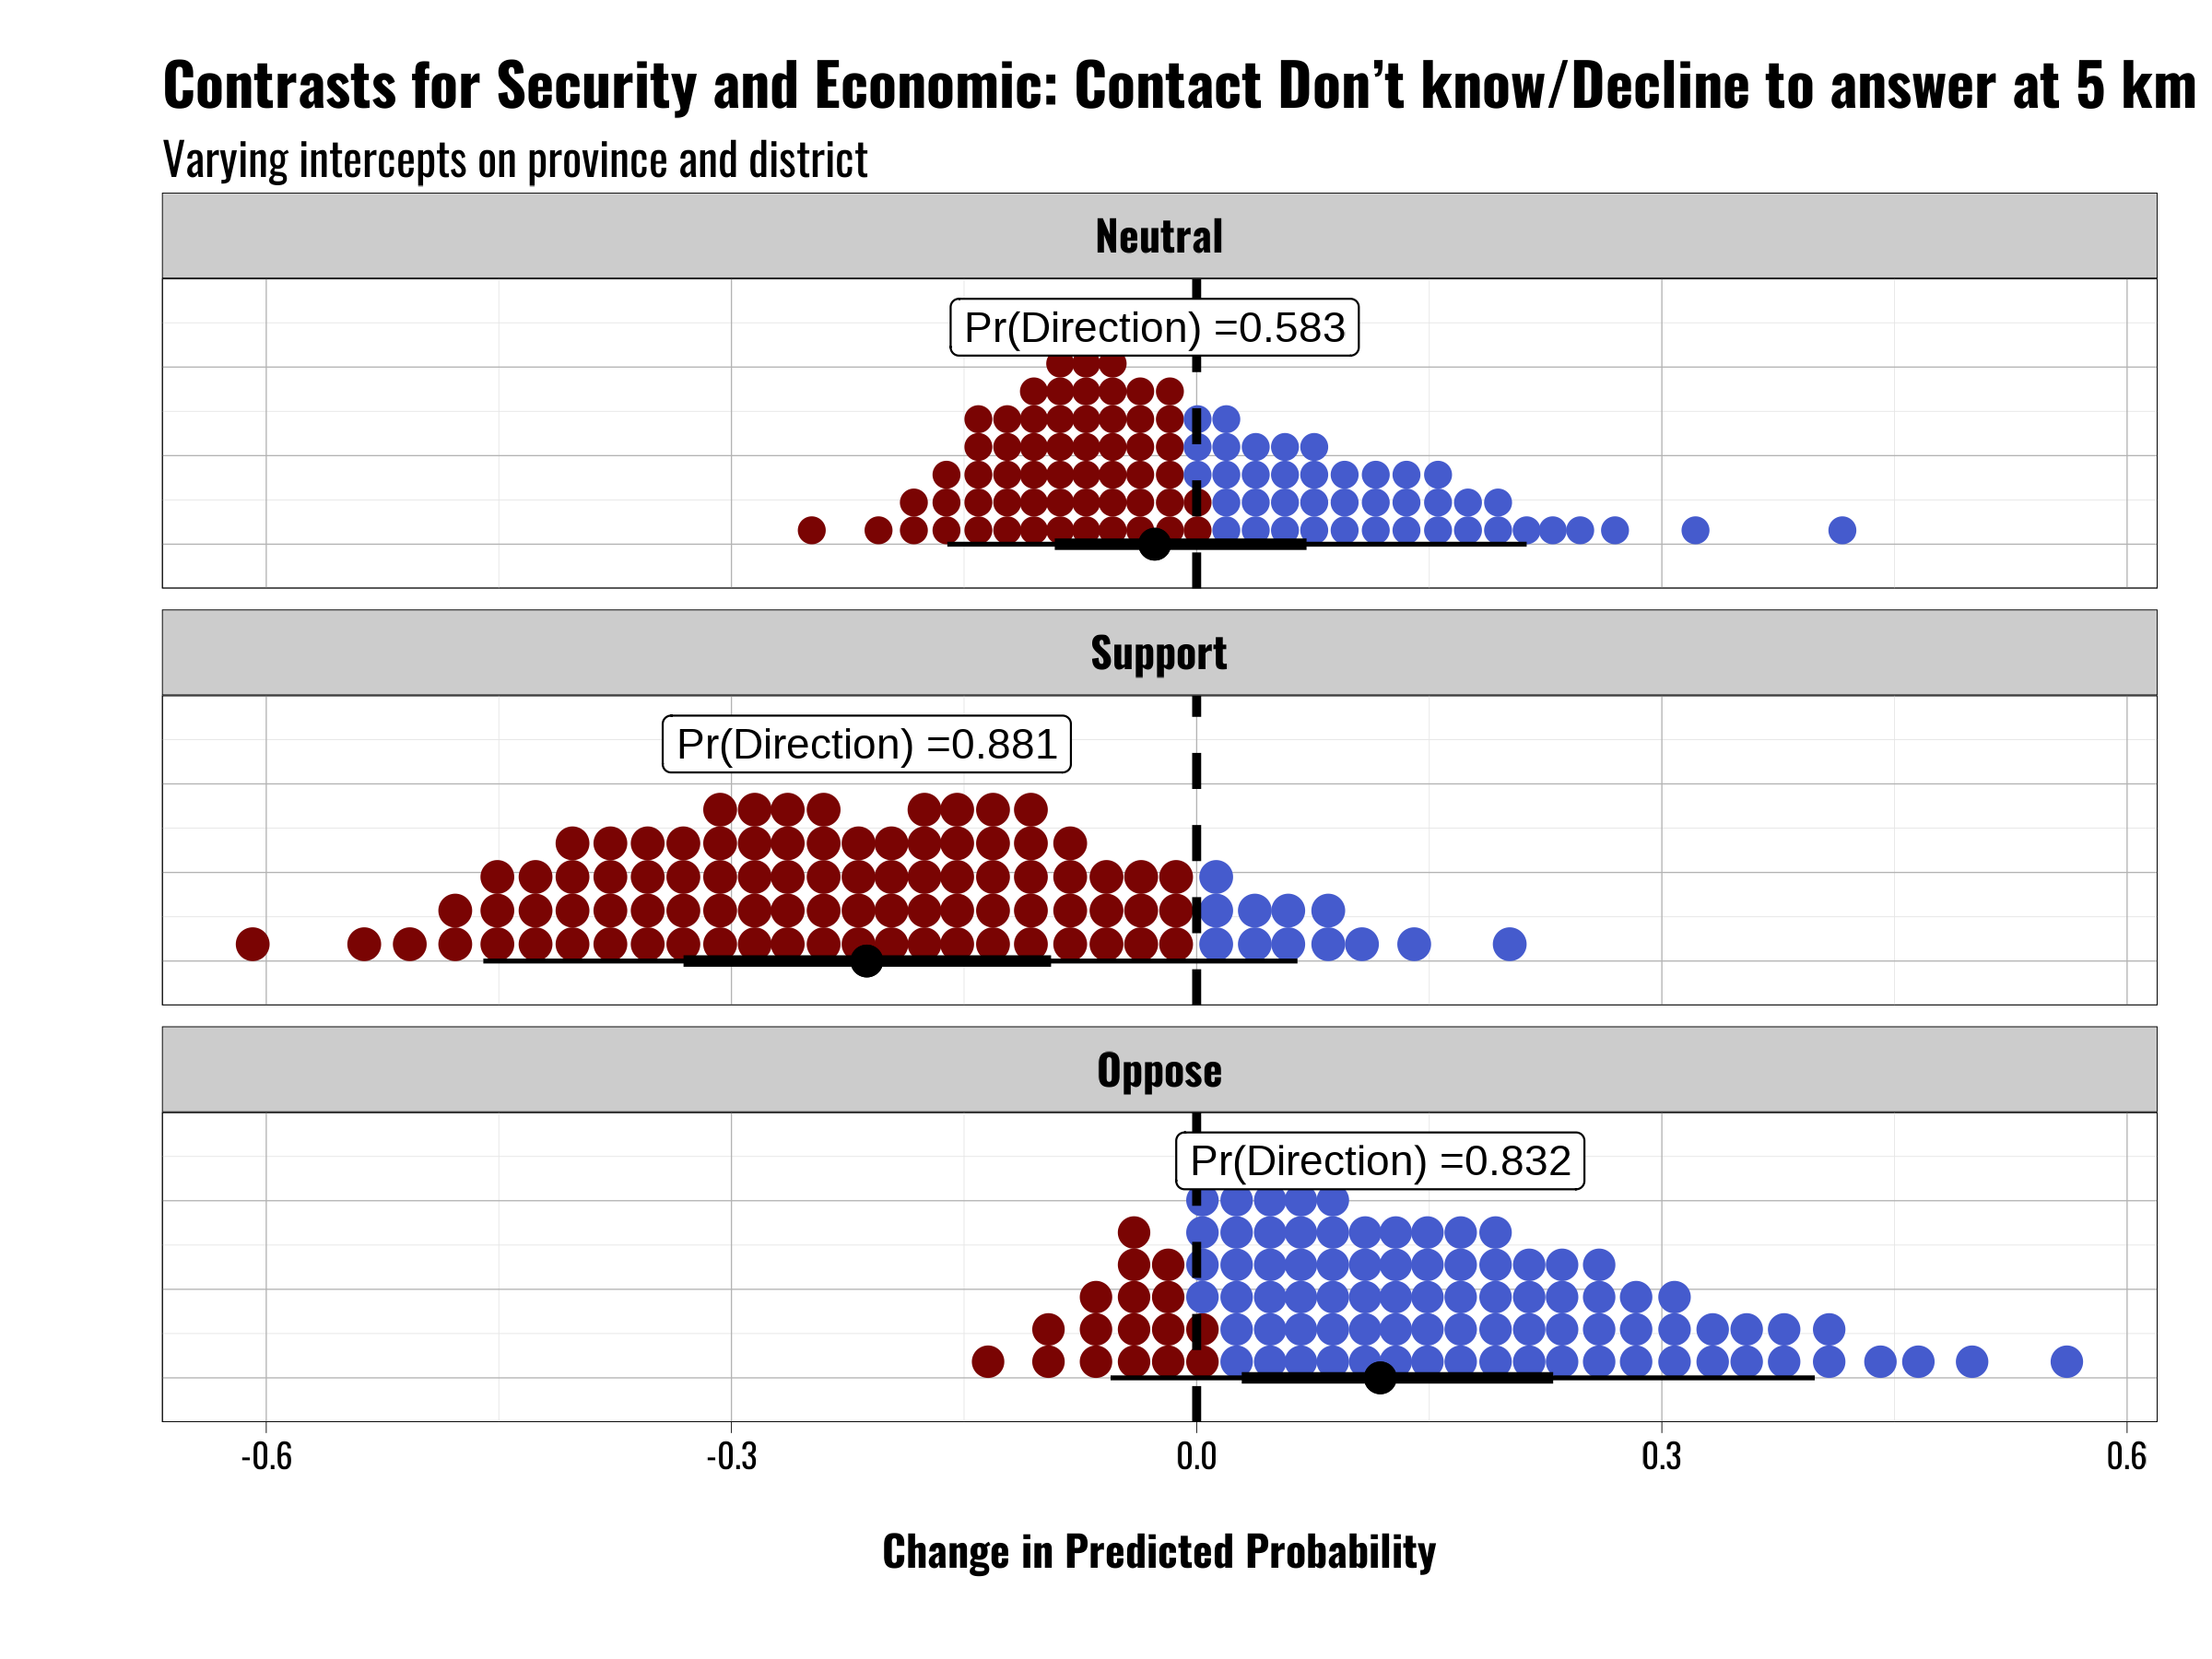 Contrasts for Security and Economic: Contact Don’t know/Decline to answer at 5 km
Varying intercepts on province and district
Neutral
Pr(Direction) =0.583
Support
Pr(Direction) =0.881
Oppose
Pr(Direction) =0.832
-0.6 -0.3 0.0 0.3 0.6
Change in Predicted Probability